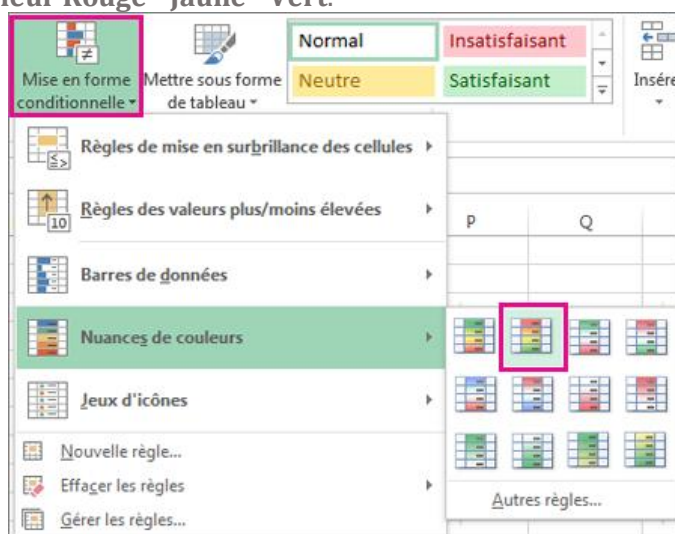 Rouge - Jaune - Vert.
Normal Insatisfaisant
Mise en forme conditionnelle Mettre sous forme de tableau Neutre Satisfaisant
Règles de mise en surbrillance des cellules
≤>
Règles des valeurs plus/moins élevées
10
P Q
Barres de données
Nuances de couleurs
Jeux d'icônes
Nouvelle règle...
Effacer les règles
Gérer les règles...
Autres règles...